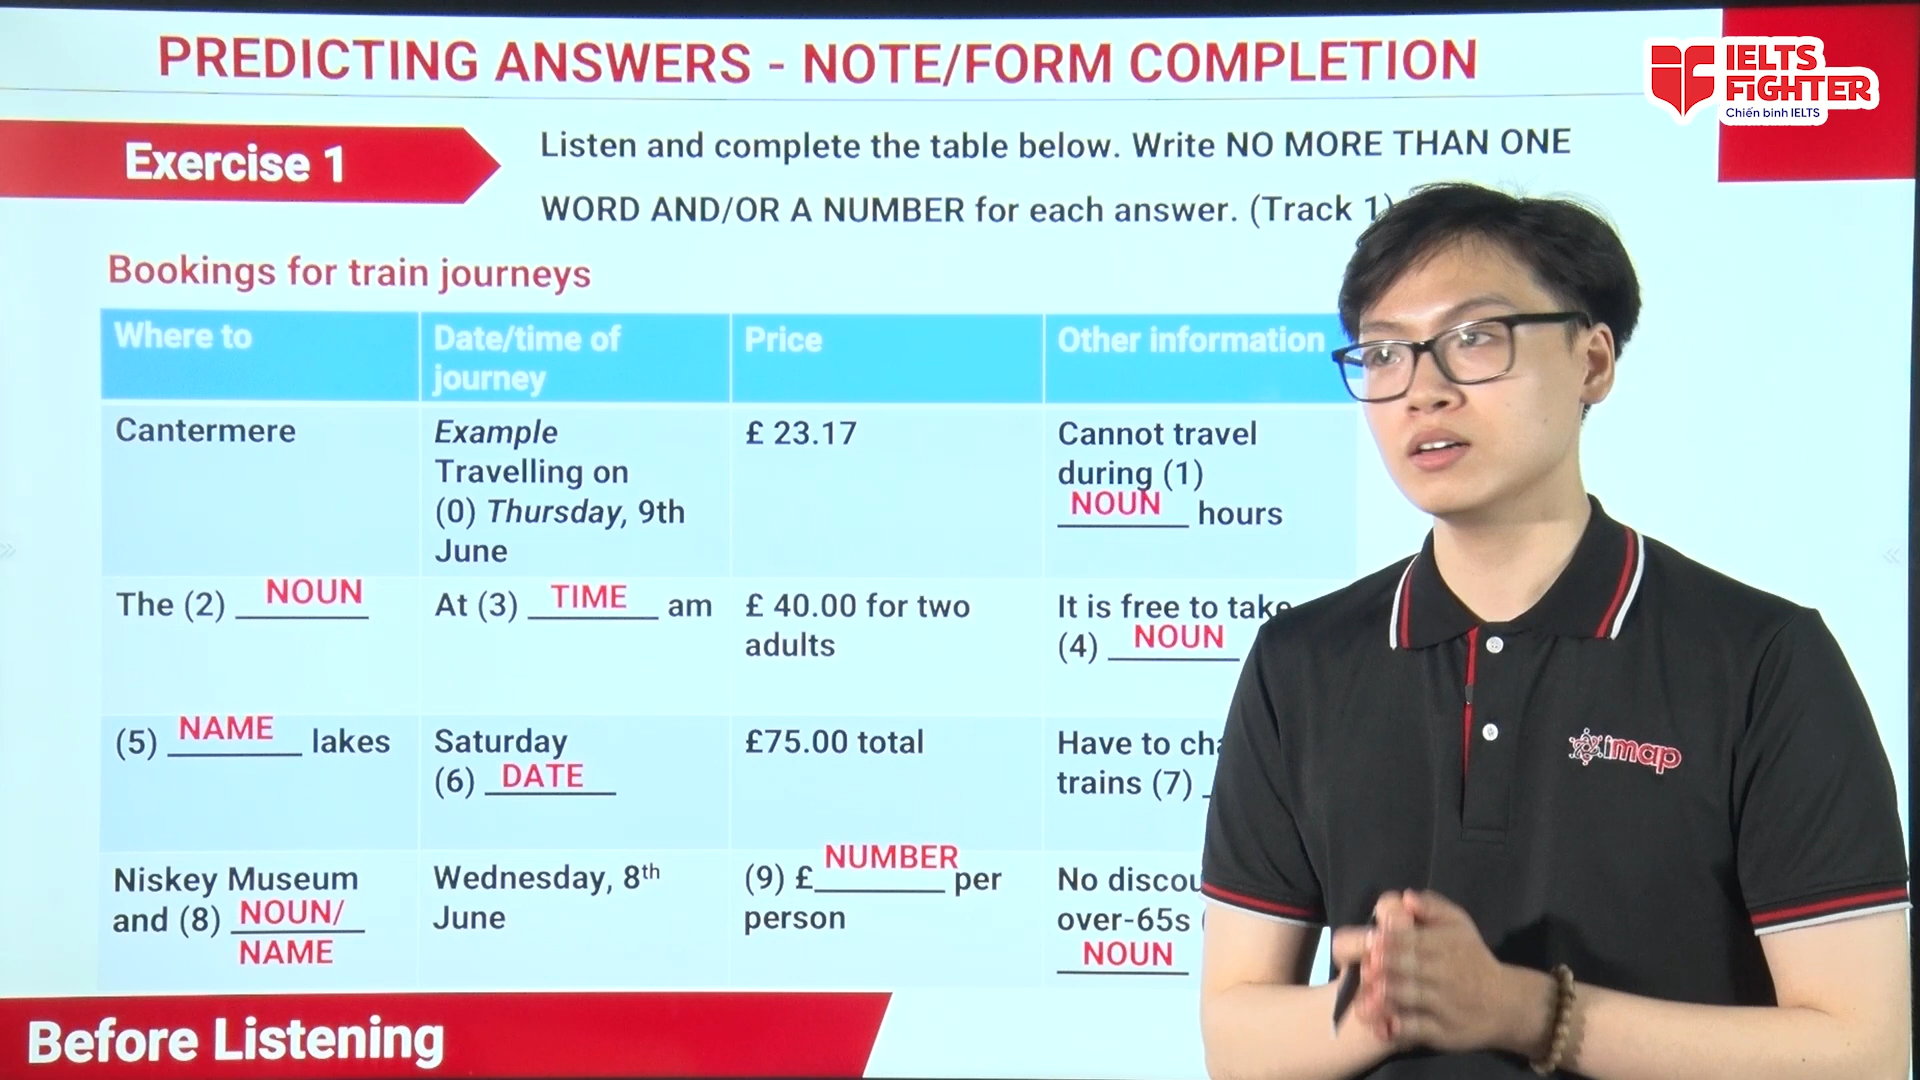 PREDICTING ANSWERS - NOTE/FORM COMPLETION
IELTS
FIGHTER
Chiến binh IELTS
Exercise 1
Listen and complete the table below. Write NO MORE THAN ONE
WORD AND/OR A NUMBER for each answer. (Track 1)
Bookings for train journeys
Where to
Date/time of
journey
Price
Other information
Cantermere
Example
Travelling on
(0) Thursday, 9th
June
£ 23.17
Cannot travel
during (1)
NOUN hours
The (2) NOUN
At (3) TIME am
£ 40.00 for two
adults
It is free to take
(4) NOUN
(5) NAME lakes
Saturday
(6) DATE
£75.00 total
Have to
trains (7)
Niskey Museum
and (8) NOUN/
NAME
Wednesday, 8th
June
(9) £ NUMBER per
person
No
over-65s
NOUN
imap
Before Listening